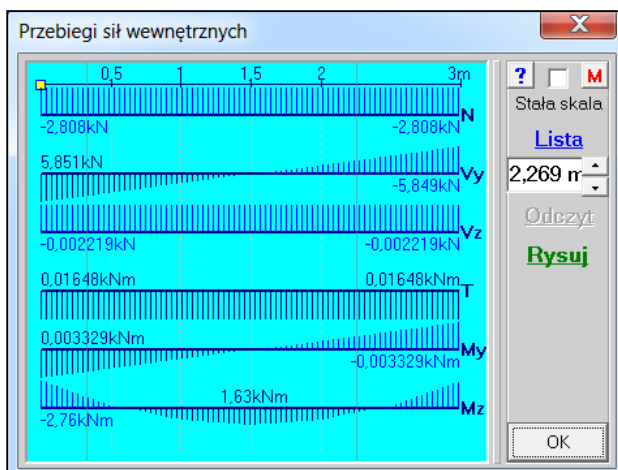 Przebiegi sił wewnętrznych
X
0,5 1 1,5 2 3m
N
-2,808kN -2,808kN
5,851kN
Vy
-5,849kN
Vz
-0,002219kN -0,002219kN
0,01648kNm 0,01648kNm
T
0,003329kNm
My
-0,003329kNm
1,63kNm
Mz
-2,76kNm
? M
Stała skala
Lista
2,269 m
Odczyt
Rysuj
OK